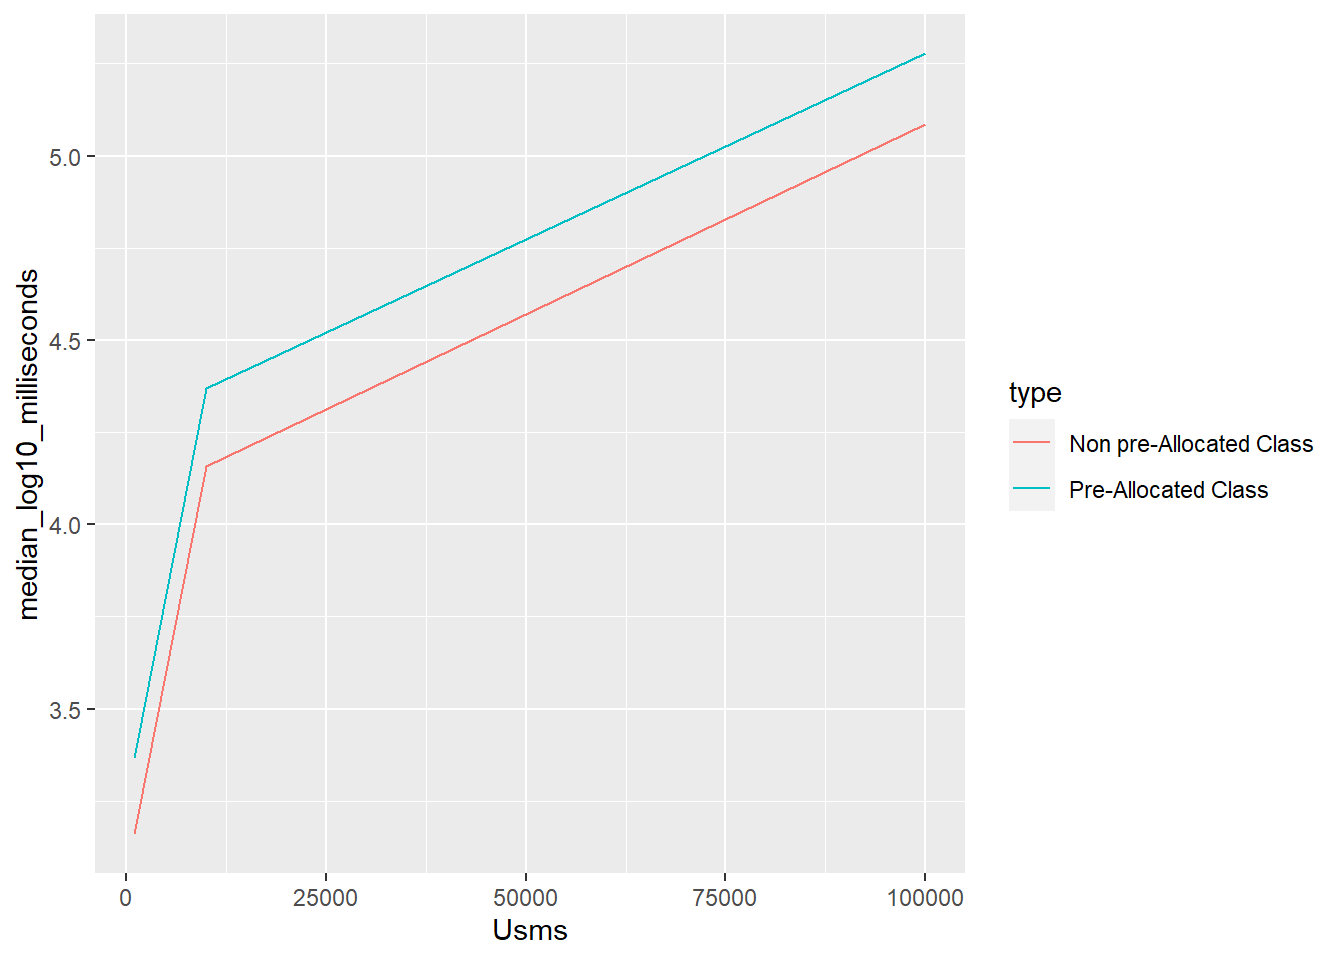 median_log10_milliseconds
5.0
4.5
4.0
3.5
0 25000 50000 75000 100000
Usms
type
Non pre-Allocated Class
Pre-Allocated Class